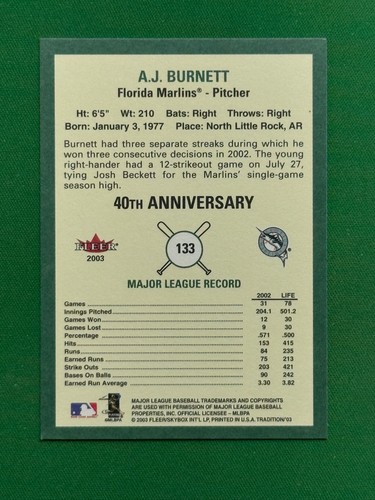 A.J. BURNETT
Florida Marlins® - Pitcher
Ht: 6'5" Wt: 210 Bats: Right Throws: Right
Born: January 3, 1977 Place: North Little Rock, AR
Burnett had three separate streaks during which he
won three consecutive decisions in 2002. The young
right-hander had a 12-strikeout game on July 27,
tying Josh Beckett for the Marlins' single-game
season high.
40TH ANNIVERSARY
FLEER
2003
133
MAJOR LEAGUE RECORD
2002 LIFE
Games 31 78
Innings Pitched 204.1 501.2
Games Won 12 30
Games Lost 9 30
Percentage .571 .500
Hits 153 415
Runs 84 235
Earned Runs 75 213
Strike Outs 203 421
Bases On Balls 90 242
Earned Run Average 3.30 3.82
MAJOR LEAGUE BASEBALL TRADEMARKS AND COPYRIGHTS
ARE USED WITH PERMISSION OF MAJOR LEAGUE BASEBALL
PROPERTIES, INC. OFFICIAL LICENSEE – MLBPA
© 2003 FLEER/SKYBOX INT'L LP, PRINTED IN U.S.A. TRADITION'03
©MLBPA